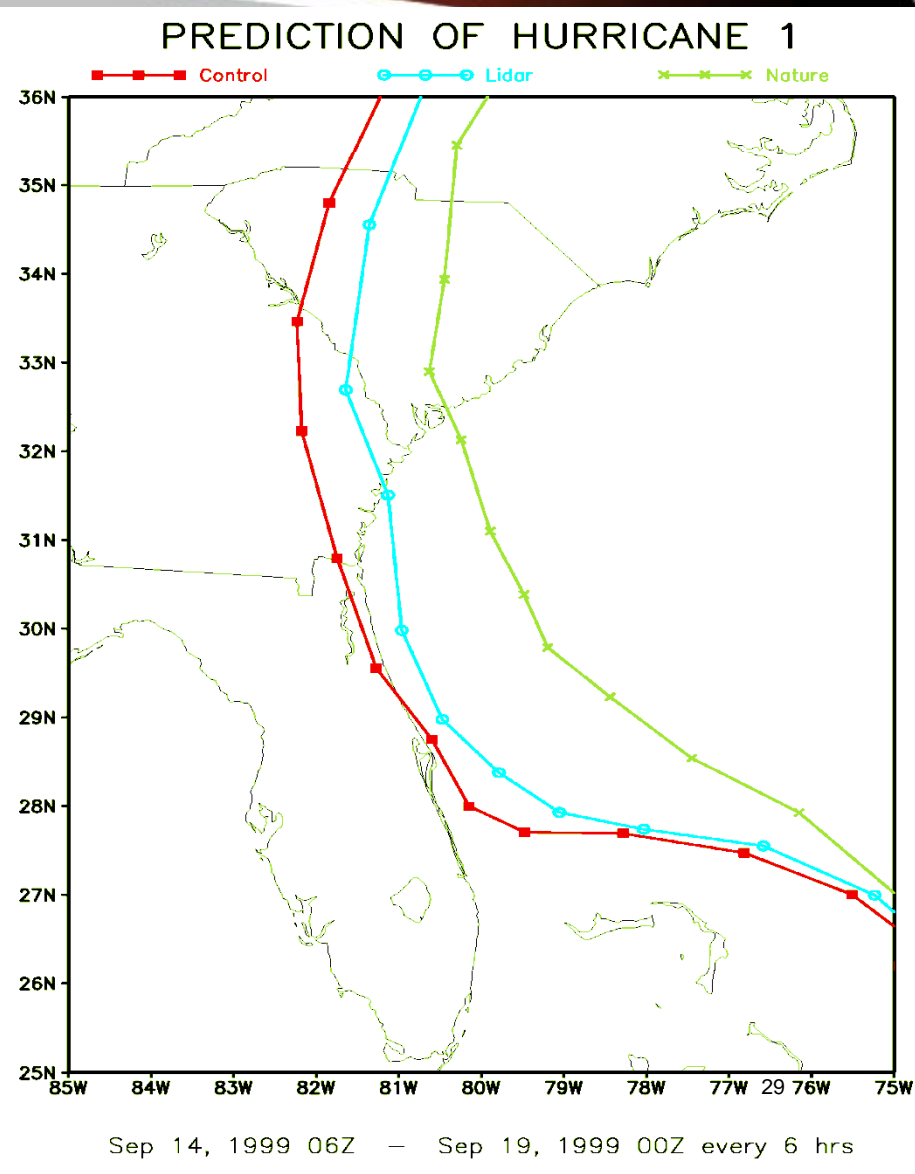 PREDICTION OF HURRICANE 1
Control Lidar Nature
36N
35N
34N
33N
32N
31N
30N
29N
28N
27N
26N
25N
85W 84W 83W 82W 81W 80W 79W 78W 77W 29 76W 75W
Sep 14, 1999 06Z — Sep 19, 1999 00Z every 6 hrs